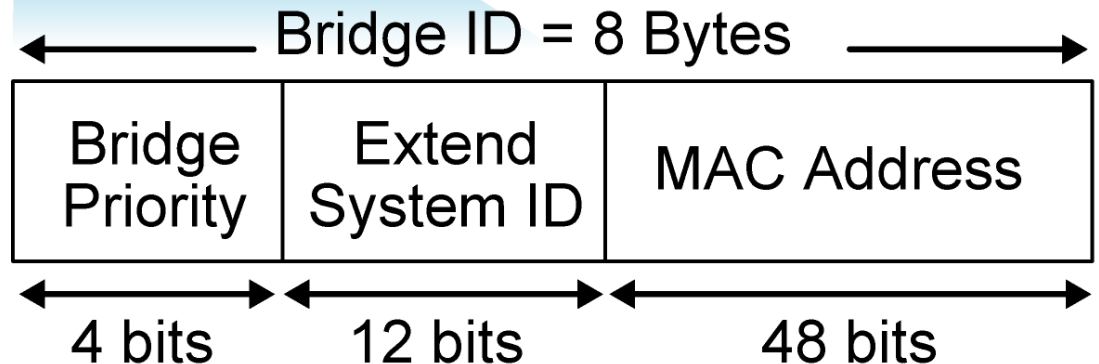 Bridge ID = 8 Bytes
Bridge
Priority
Extend
System ID
MAC Address
4 bits
12 bits
48 bits